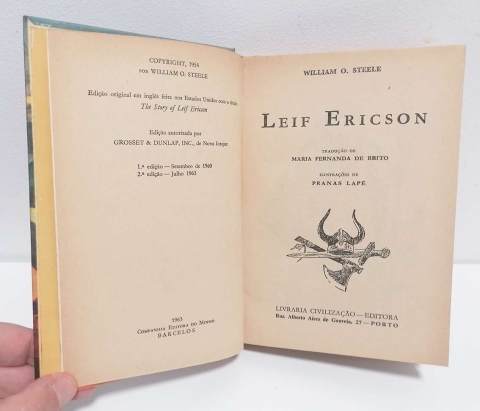 COPYRIGHT, 1954
POR WILLIAM O. STEELE
Edição original em inglês feita nos Estados Unidos com o título
The Story of Leif Ericson
Edição autorizada por
GROSSET & DUNLAP, INC., de Nova Iorque
1.ª edição — Setembro de 1960
2.ª edição — Julho 1963
1963
COMPANHIA EDITORA DO MINHO
BARCELOS
WILLIAM O. STEELE
LEIF ERICSON
TRADUÇÃO DE
MARIA FERNANDA DE BRITO
ILUSTRAÇÕES DE
PRANAS LAPÉ
LIVRARIA CIVILIZAÇÃO — EDITORA
Rua Alberto Aires de Gouveia, 27 — PORTO